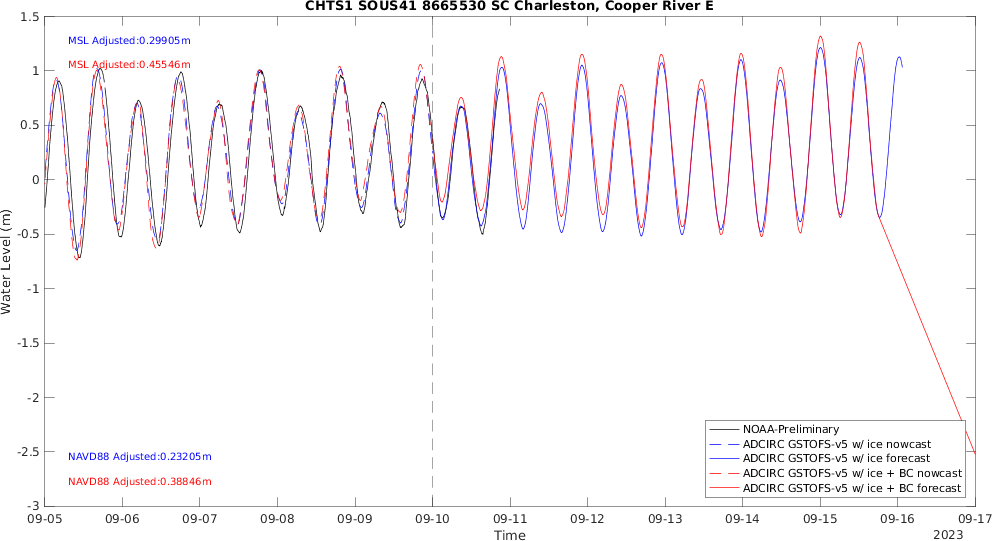 CHTS1 SOUS41 8665530 SC Charleston, Cooper River E
1.5
1
0.5
0
-0.5
-1
-1.5
-2
-2.5
-3
Water Level (m)
MSL Adjusted:0.29905m
MSL Adjusted:0.45546m
NAVD88 Adjusted:0.23205m
NAVD88 Adjusted:0.38846m
NOAA-Preliminary
ADCIRC GSTOFS-v5 w/ ice nowcast
ADCIRC GSTOFS-v5 w/ ice forecast
ADCIRC GSTOFS-v5 w/ ice + BC nowcast
ADCIRC GSTOFS-v5 w/ ice + BC forecast
09-05 09-06 09-07 09-08 09-09 09-10 09-11 09-12 09-13 09-14 09-15 09-16 09-17
Time
2023